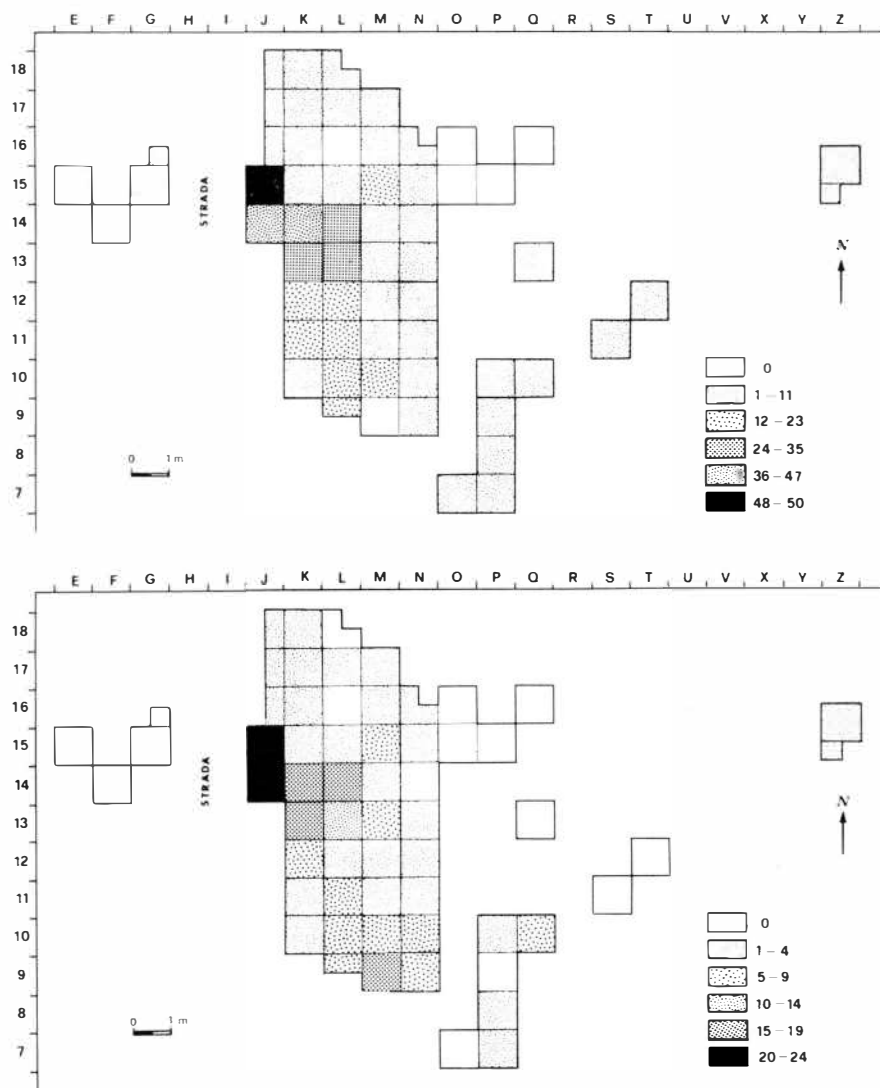 E F G H I J K L M N O P Q R S T U V X Y Z
18
17
16
15
14
13
12
11
10
9
8
7
STRADA
N
0
1 – 11
12 – 23
24 – 35
36 – 47
48 – 50
0 1 m
E F G H I J K L M N O P Q R S T U V X Y Z
18
17
16
15
14
13
12
11
10
9
8
7
STRADA
N
0
1 – 4
5 – 9
10 – 14
15 – 19
20 – 24
0 1 m